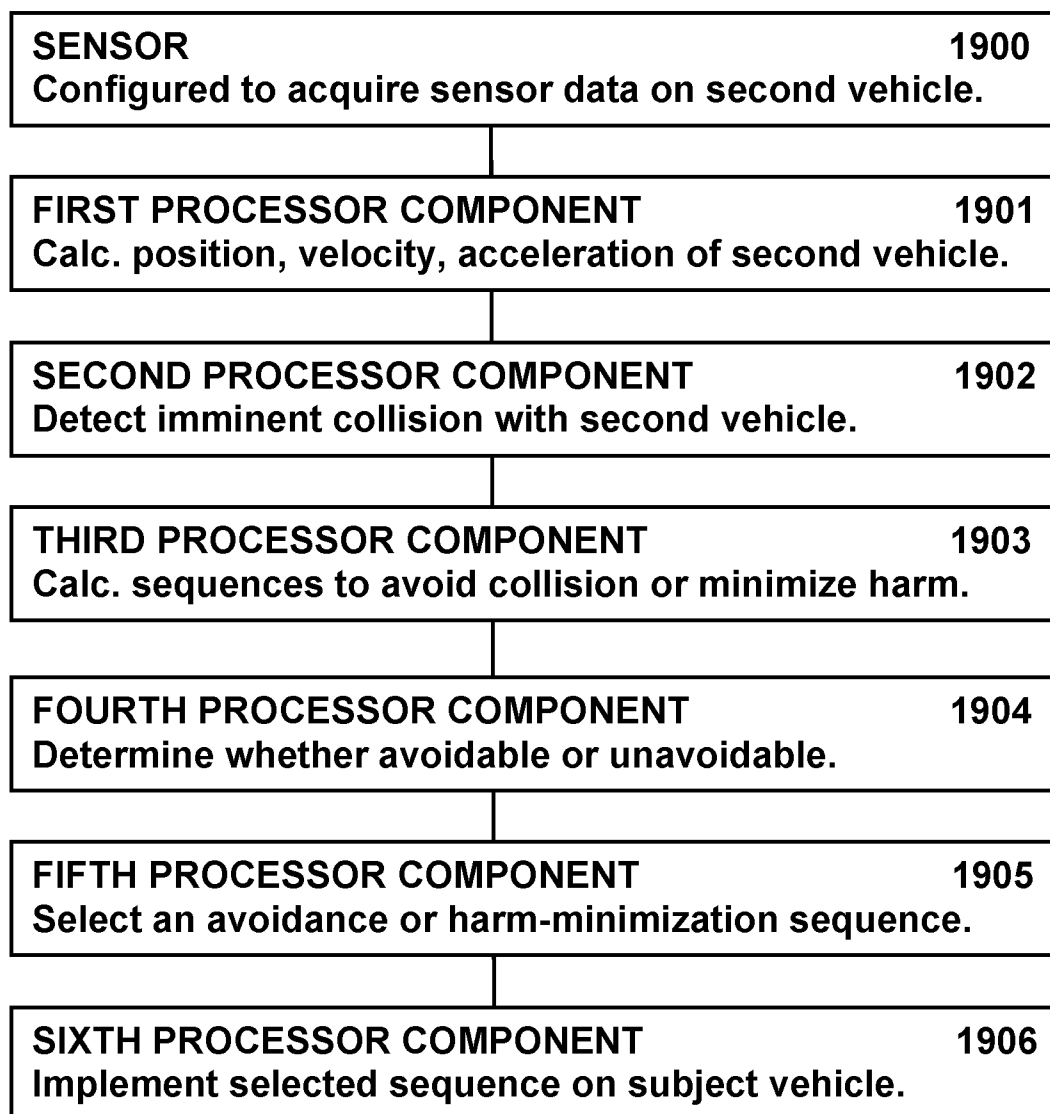 SENSOR 1900
Configured to acquire sensor data on second vehicle.
FIRST PROCESSOR COMPONENT 1901
Calc. position, velocity, acceleration of second vehicle.
SECOND PROCESSOR COMPONENT 1902
Detect imminent collision with second vehicle.
THIRD PROCESSOR COMPONENT 1903
Calc. sequences to avoid collision or minimize harm.
FOURTH PROCESSOR COMPONENT 1904
Determine whether avoidable or unavoidable.
FIFTH PROCESSOR COMPONENT 1905
Select an avoidance or harm-minimization sequence.
SIXTH PROCESSOR COMPONENT 1906
Implement selected sequence on subject vehicle.